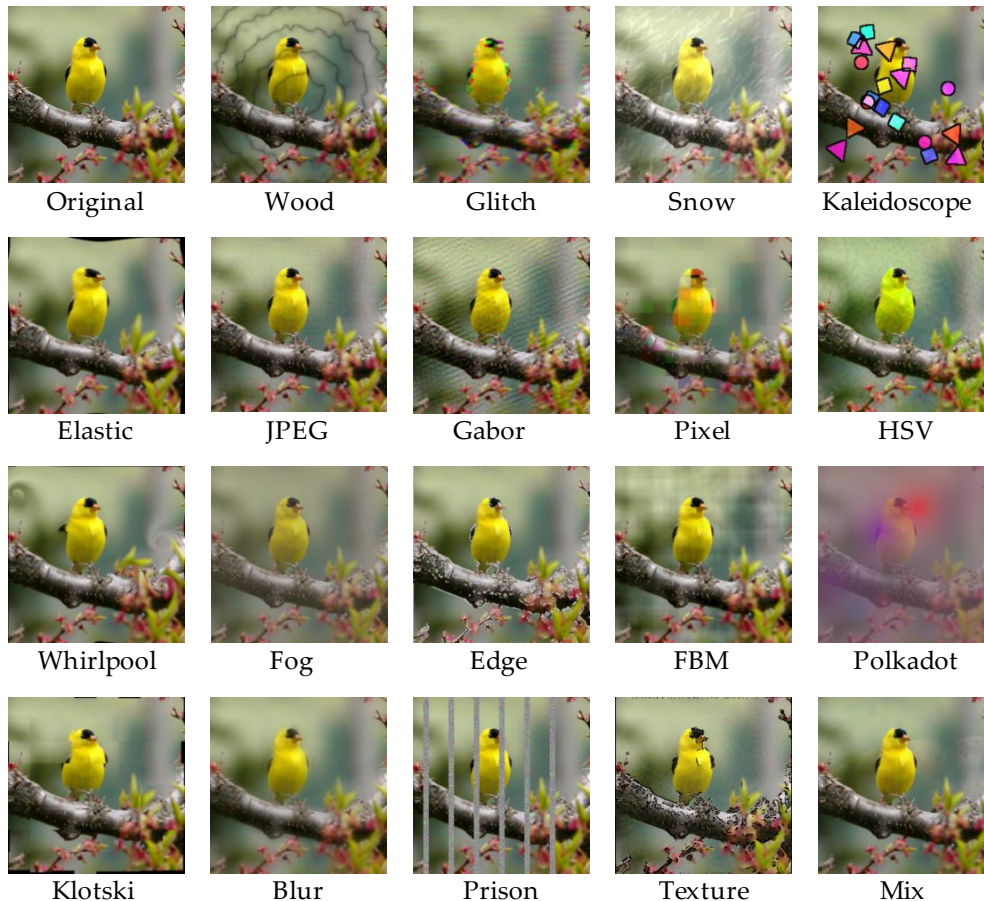 Original
Wood
Glitch
Snow
Kaleidoscope
Elastic
JPEG
Gabor
Pixel
HSV
Whirlpool
Fog
Edge
FBM
Polkadot
Klotski
Blur
Prison
Texture
Mix